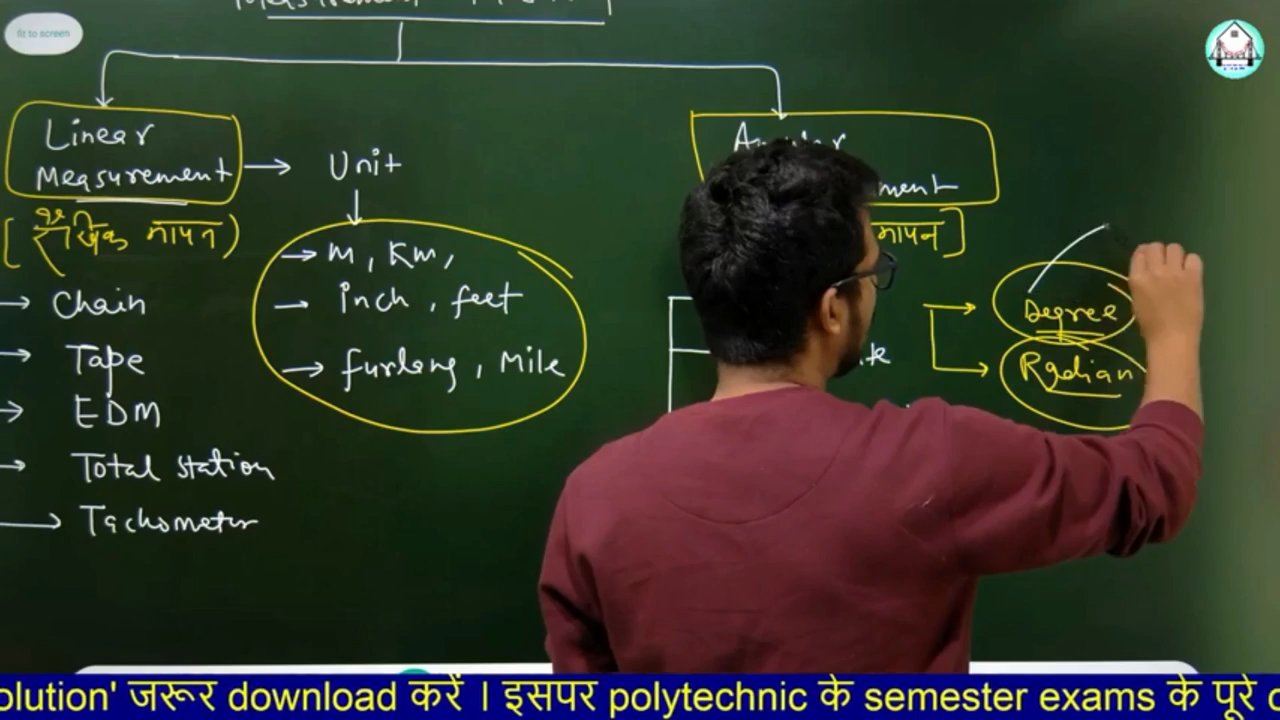 fit to screen
Linear
Measurement → Unit
[रेखिक मापन)
→ m, Km,
→ inch, feet
→ furlong, Mile
→ Chain
→ Tape
→ EDM
→ Total station
→ Tachometer
मापन]
→ Degree
→ Radian
olution' जरूर download करें । इसपर polytechnic के semester exams के पूरे